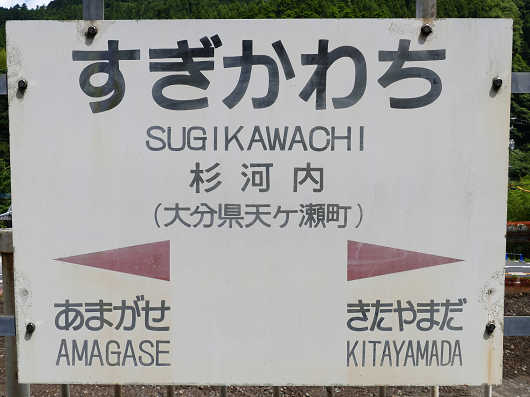 すぎかわち
SUGIKAWACHI
杉河内
(大分県天ケ瀬町)
あまがせ きたやまだ
AMAGASE KITAYAMADA